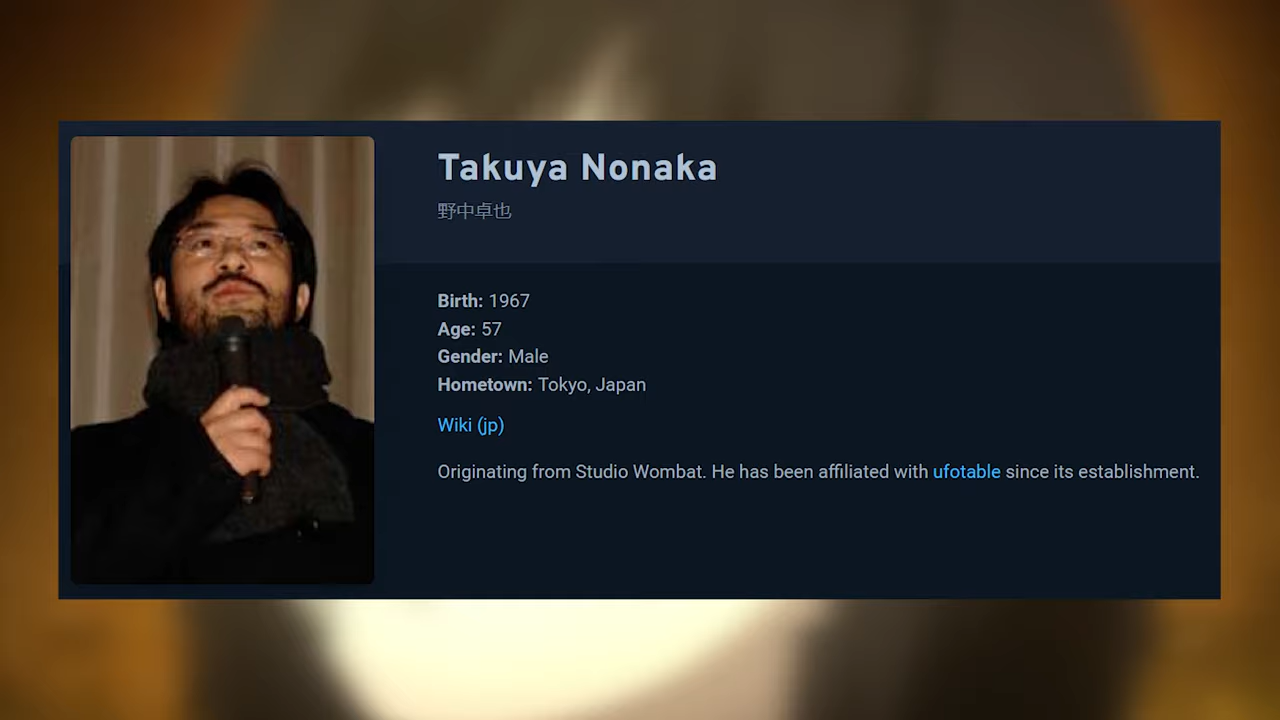 Takuya Nonaka
野中卓也
Birth: 1967
Age: 57
Gender: Male
Hometown: Tokyo, Japan
Wiki (jp)
Originating from Studio Wombat. He has been affiliated with ufotable since its establishment.